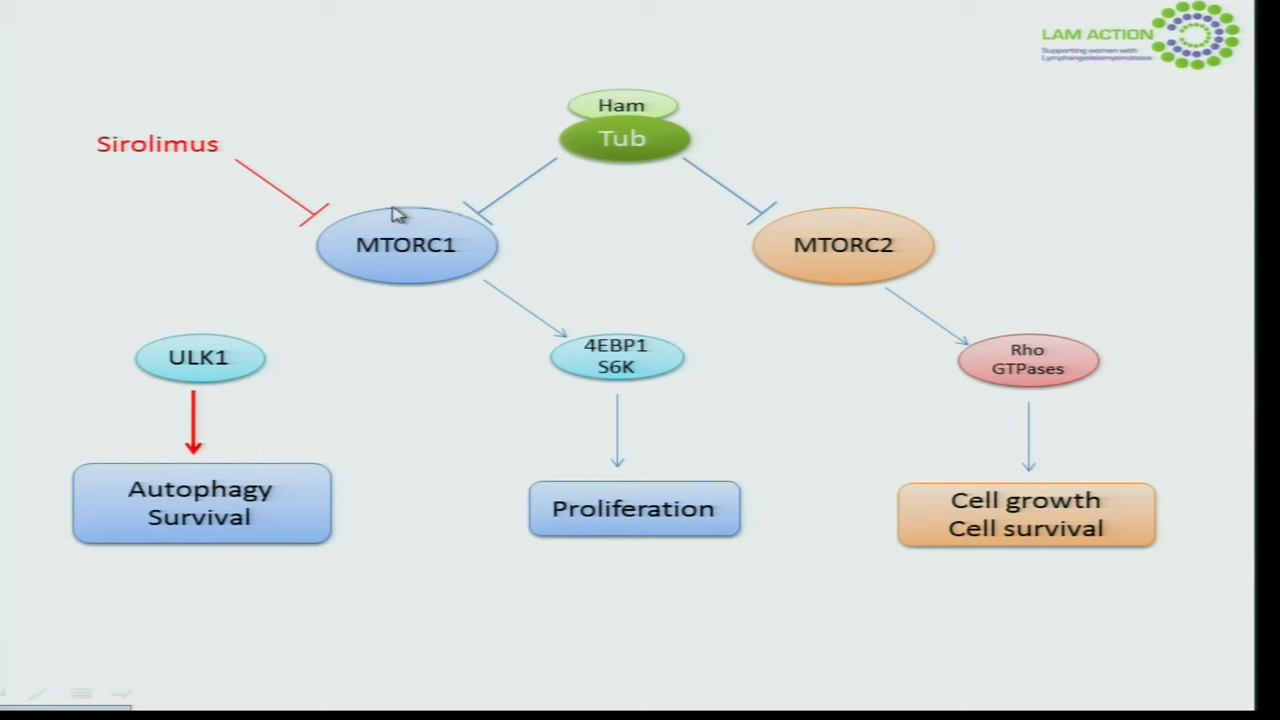 LAM ACTION
Supporting women with
Lymphangioleiomyomatosis
Ham
Tub
Sirolimus
MTORC1
MTORC2
ULK1
4EBP1
S6K
Rho
GTPases
Autophagy
Survival
Proliferation
Cell growth
Cell survival